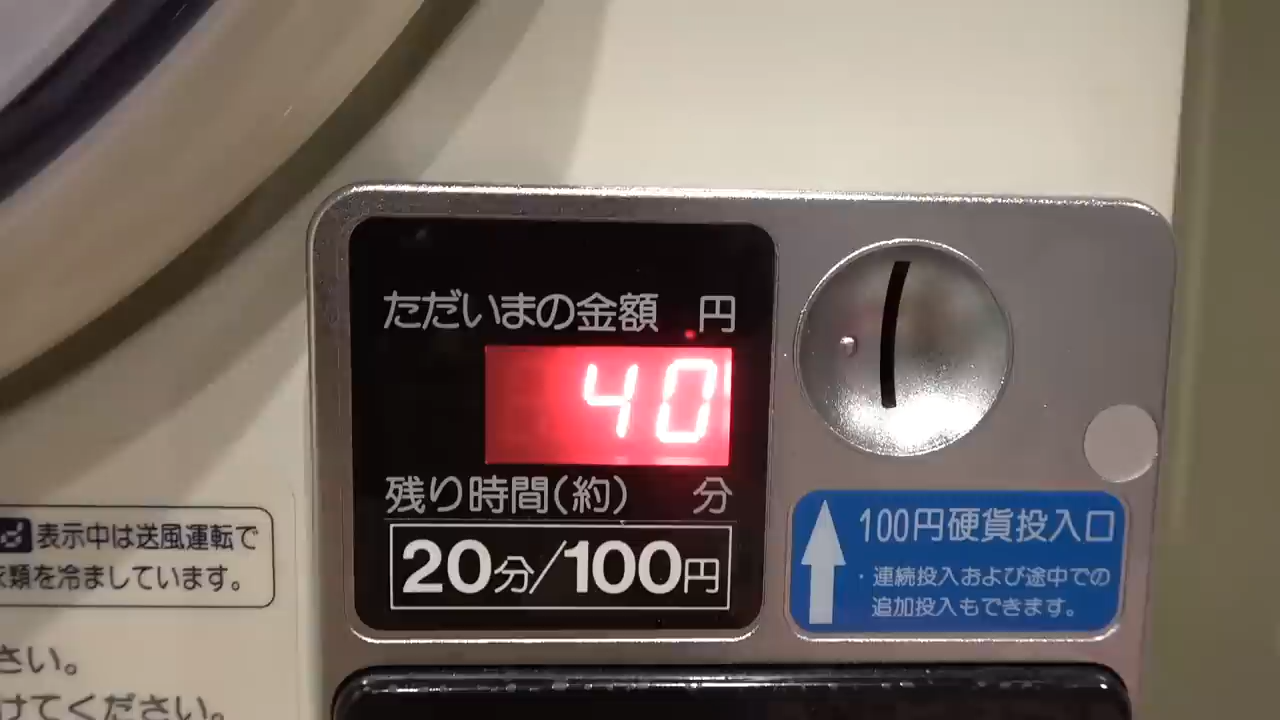 ただいまの金額 円
40
残り時間(約) 分
20分/100円
100円硬貨投入口
・連続投入および途中での
追加投入もできます。
表示中は送風運転で
類を冷ましています。
さい。
けてください。